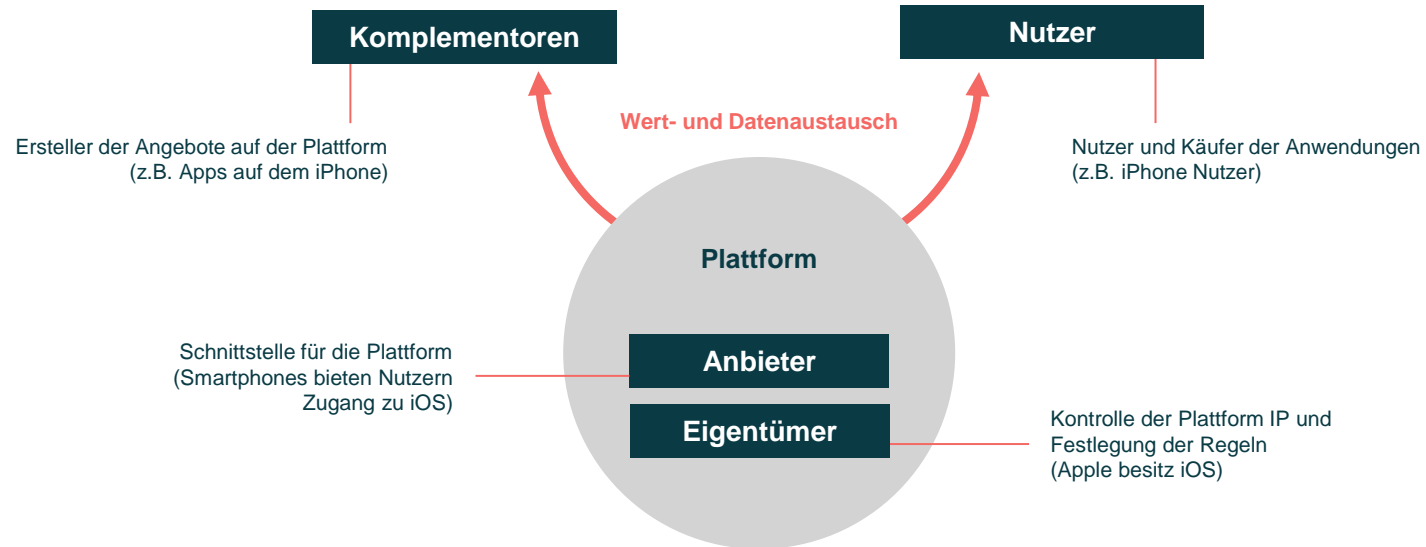 Komplementoren
Nutzer
Wert- und Datenaustausch
Ersteller der Angebote auf der Plattform
(z.B. Apps auf dem iPhone)
Nutzer und Käufer der Anwendungen
(z.B. iPhone Nutzer)
Plattform
Schnittstelle für die Plattform
(Smartphones bieten Nutzern
Zugang zu iOS)
Anbieter
Eigentümer
Kontrolle der Plattform IP und
Festlegung der Regeln
(Apple besitz iOS)